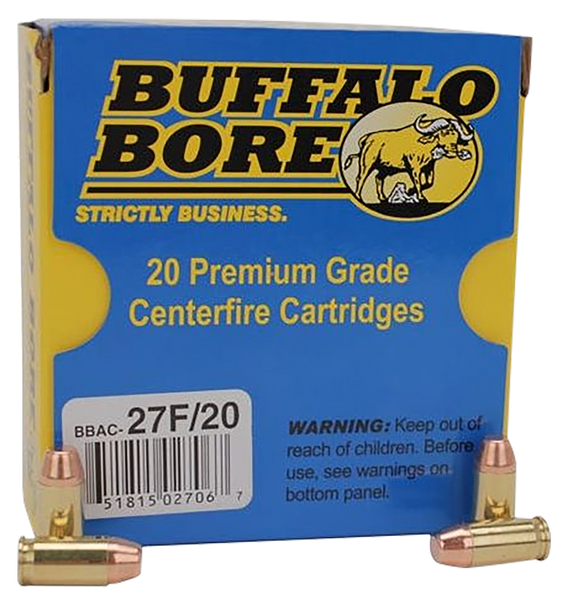 BUFFALO
BORE
STRICTLY BUSINESS.
20 Premium Grade
Centerfire Cartridges
BBAC-27F/20
51815 02706 7
WARNING: Keep out of
reach of children. Before
use, see warnings on
bottom panel.